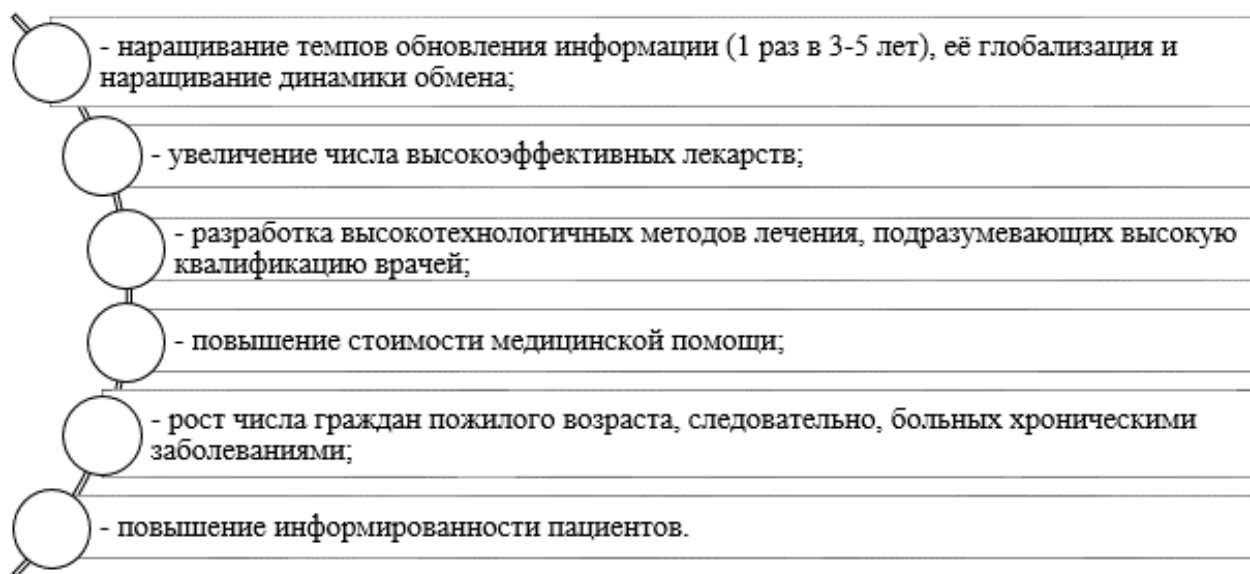 - наращивание темпов обновления информации (1 раз в 3-5 лет), её глобализация и
наращивание динамики обмена;
- увеличение числа высокоэффективных лекарств;
- разработка высокотехнологичных методов лечения, подразумевающих высокую
квалификацию врачей;
- повышение стоимости медицинской помощи;
- рост числа граждан пожилого возраста, следовательно, больных хроническими
заболеваниями;
- повышение информированности пациентов.